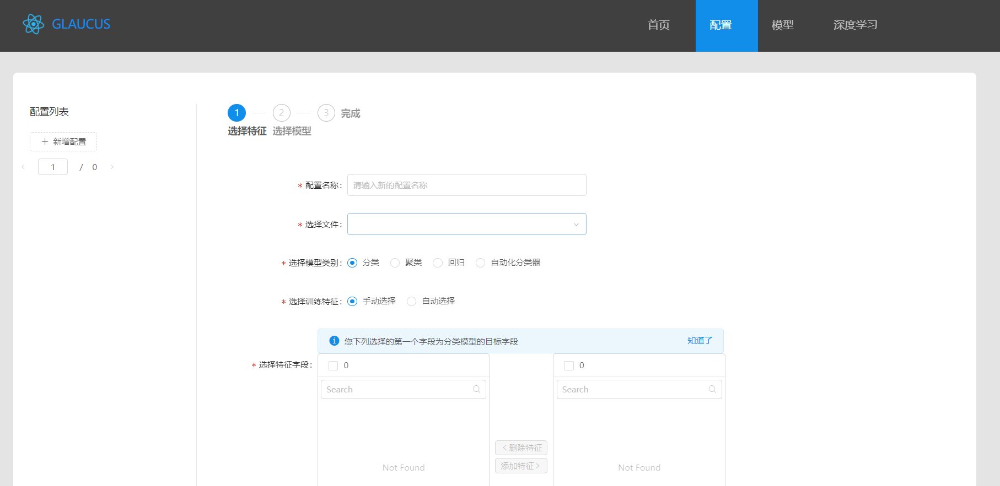 GLAUCUS
首页 配置 模型 深度学习
配置列表
+ 新增配置
< 1 / 0 >
1 2 3 完成
选择特征 选择模型
* 配置名称: 请输入新的配置名称
* 选择文件:
* 选择模型类别: 分类 聚类 回归 自动化分类器
* 选择训练特征: 手动选择 自动选择
您下列选择的第一个字段为分类模型的目标字段 知道了
* 选择特征字段: 0 0
Search Search
< 删除特征
添加特征 >
Not Found Not Found